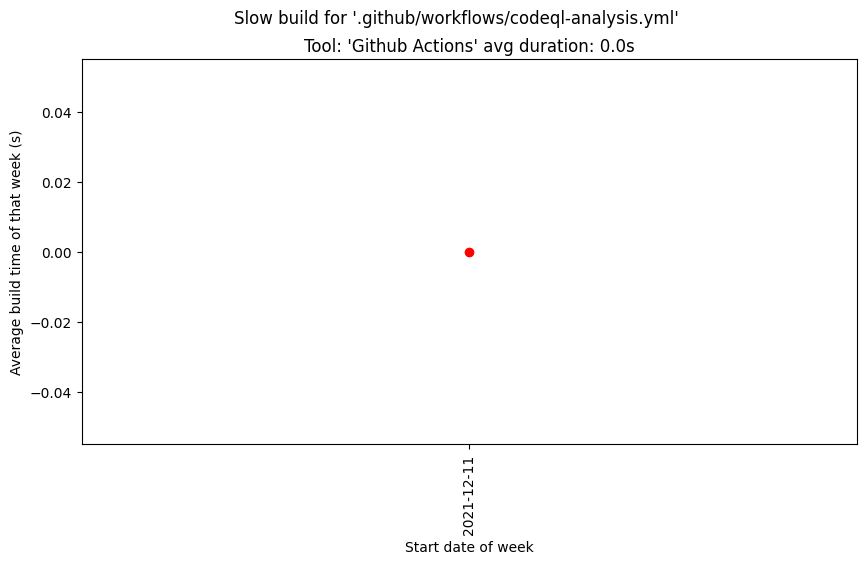 Slow build for '.github/workflows/codeql-analysis.yml'
Tool: 'Github Actions' avg duration: 0.0s
Average build time of that week (s)
0.04
0.02
0.00
−0.02
−0.04
2021-12-11
Start date of week